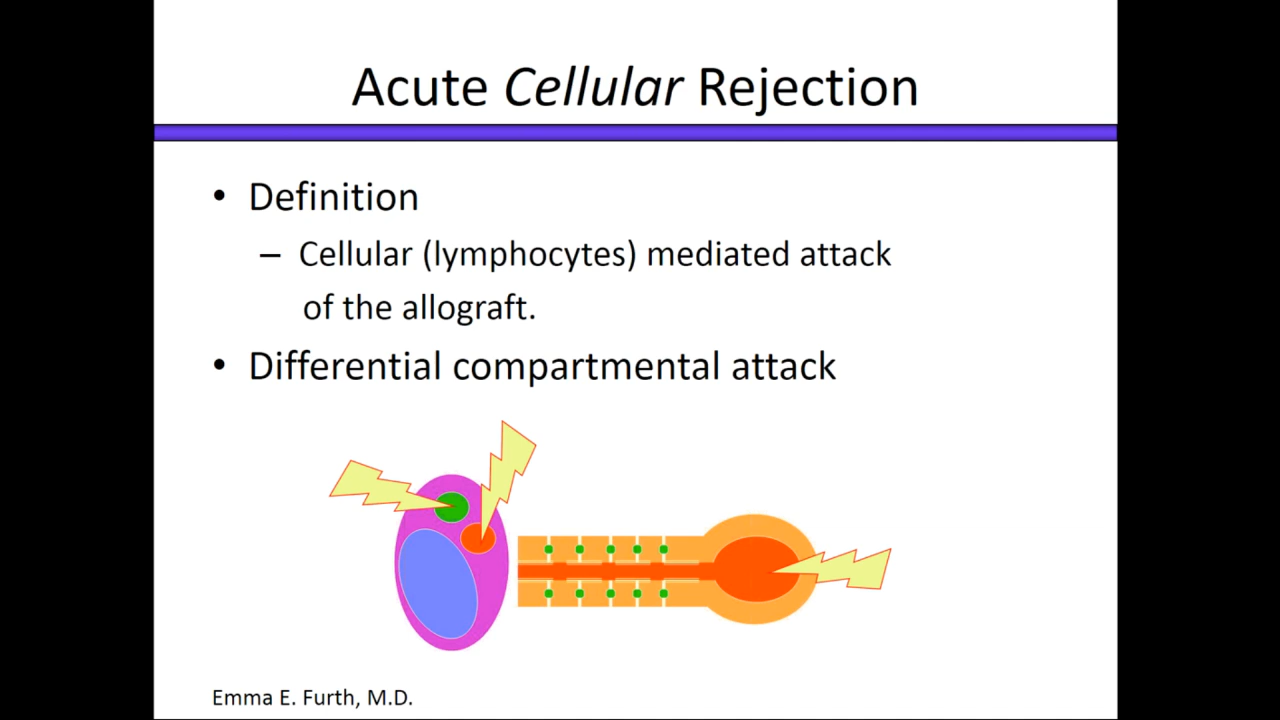 Acute Cellular Rejection
• Definition
– Cellular (lymphocytes) mediated attack
of the allograft.
• Differential compartmental attack
Emma E. Furth, M.D.